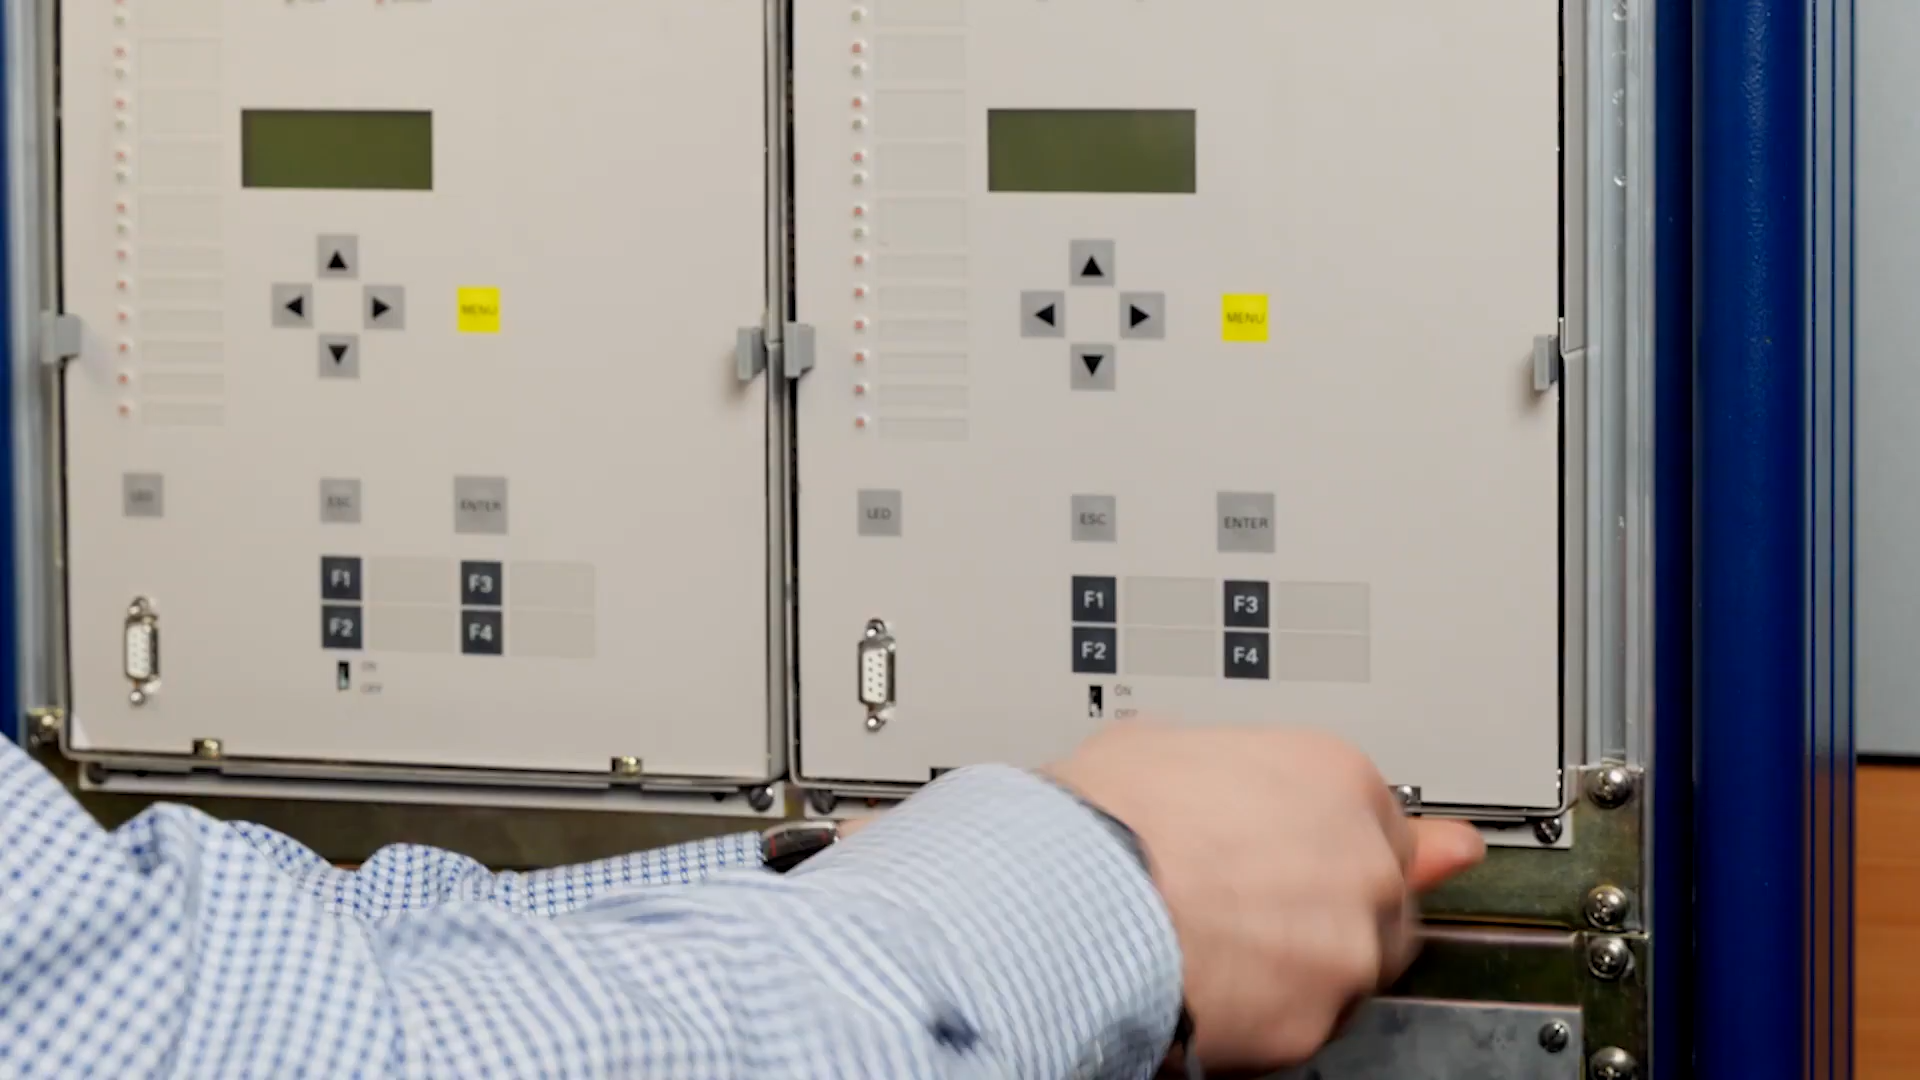 MENU
LED
ESC
ENTER
F1
F3
F2
F4
ON
OFF
MENU
LED
ESC
ENTER
F1
F3
F2
F4
ON
OFF